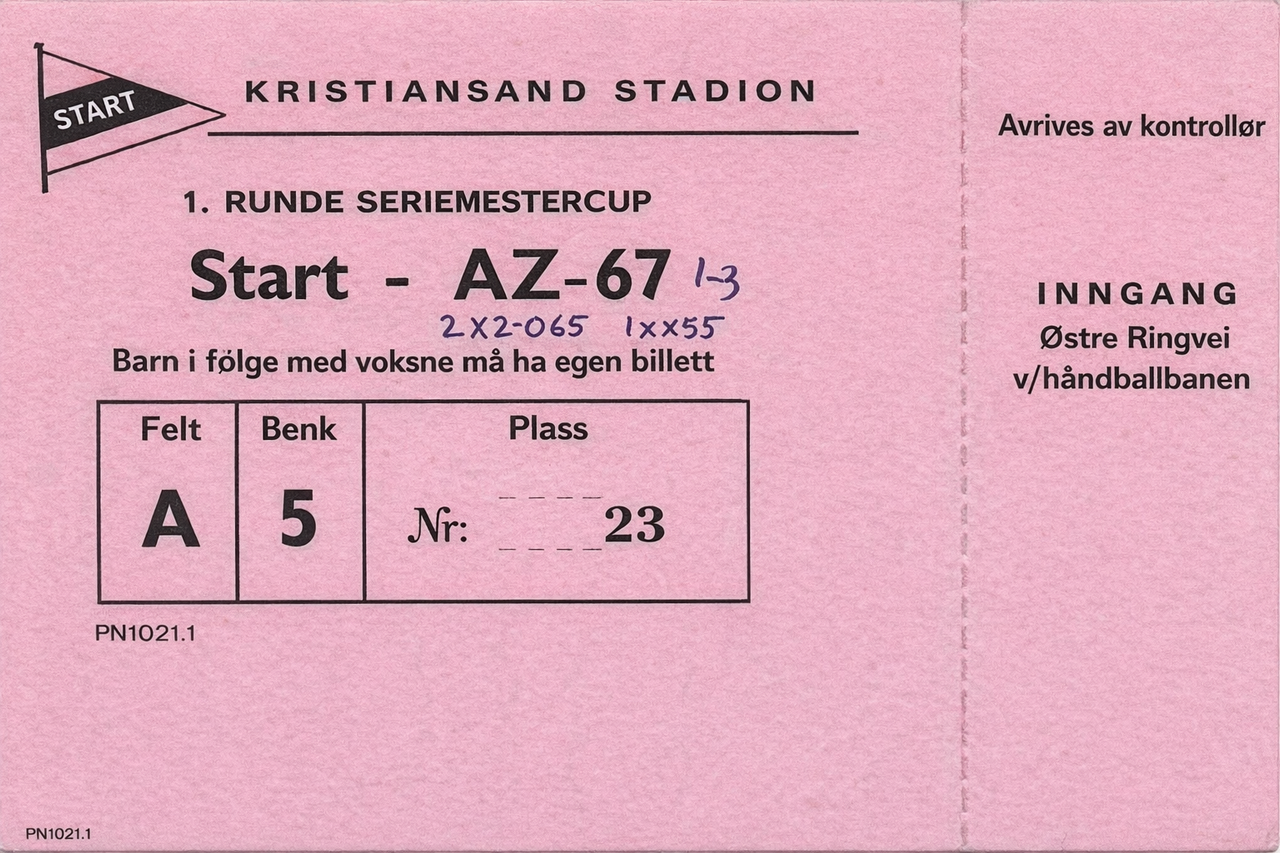 START
KRISTIANSAND STADION
1. RUNDE SERIEMESTERCUP
Start - AZ-67 1-3
2X2-065 1xx55
Barn i følge med voksne må ha egen billett
Felt Benk Plass
A 5 Nr: 23
PN1021.1
PN1021.1
Avrives av kontrollør
INNGANG
Østre Ringvei
v/håndballbanen